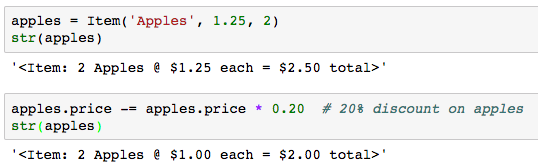 apples = Item('Apples', 1.25, 2)
str(apples)
'<Item: 2 Apples @ $1.25 each = $2.50 total>'
apples.price -= apples.price * 0.20  # 20% discount on apples
str(apples)
'<Item: 2 Apples @ $1.00 each = $2.00 total>'